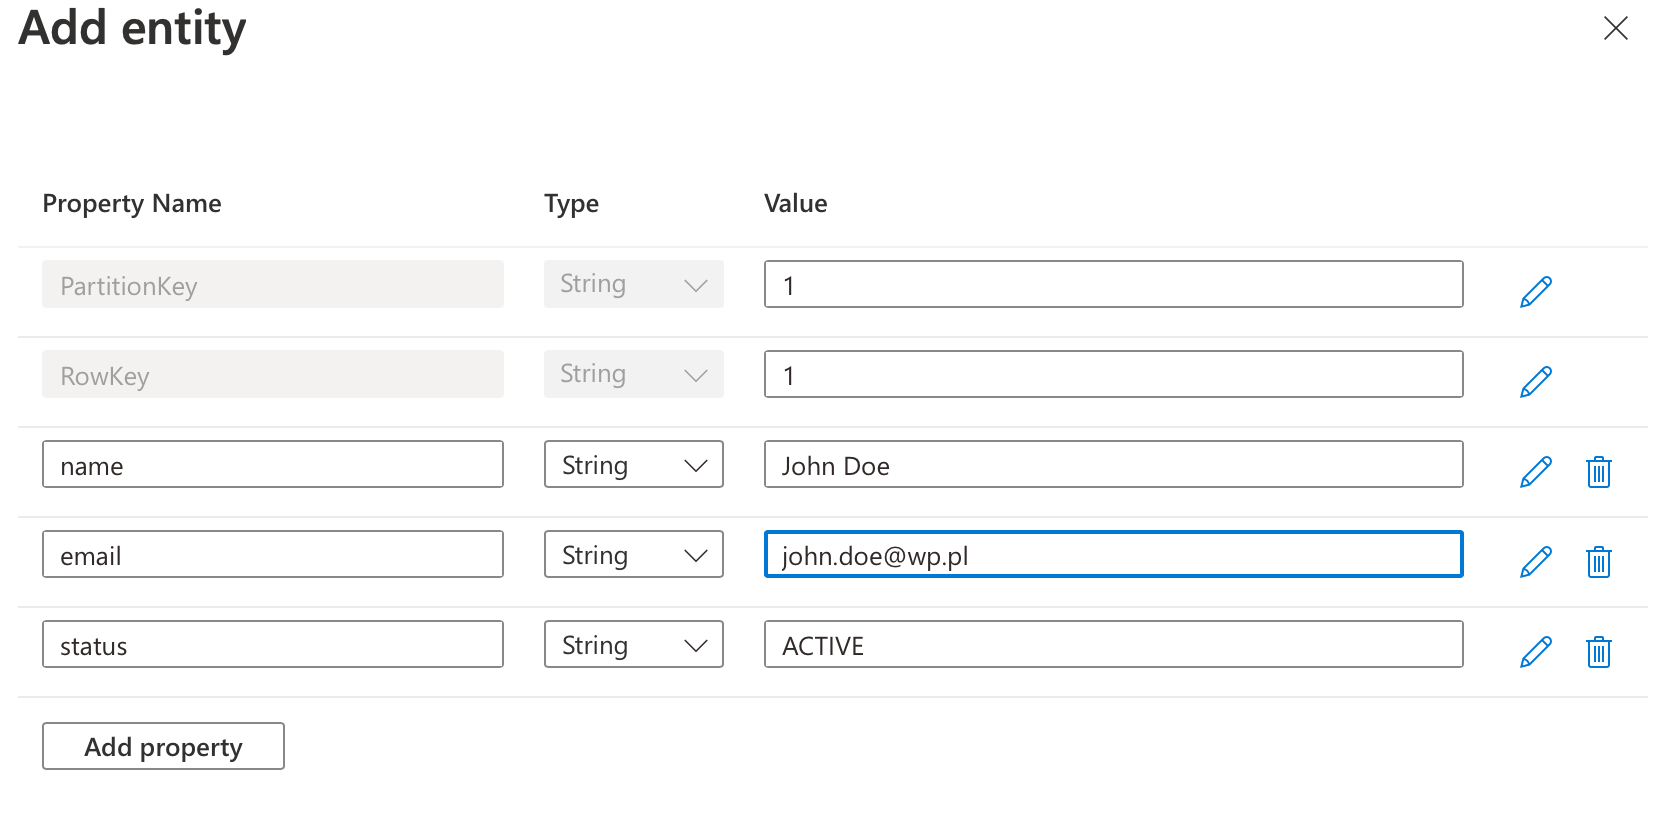 Add entity
Property Name Type Value
PartitionKey String 1
RowKey String 1
name String John Doe
email String john.doe@wp.pl
status String ACTIVE
Add property